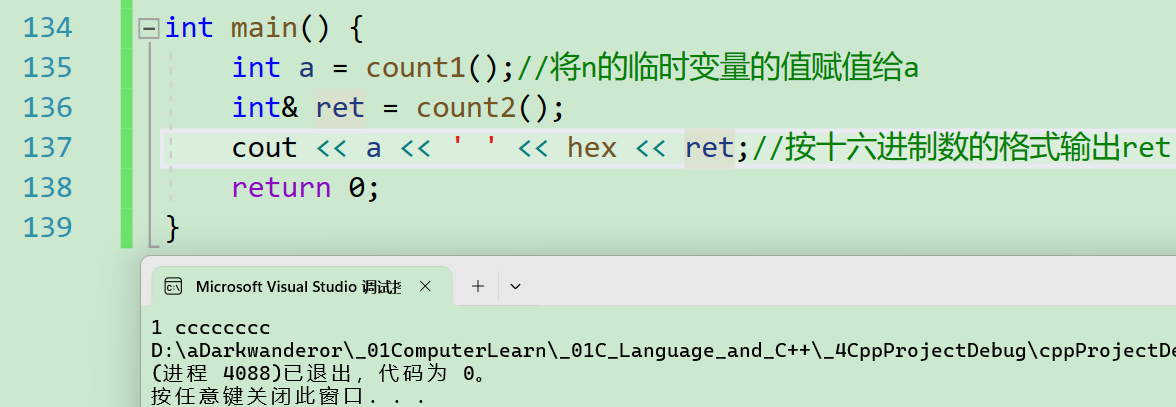 134 int main() {
135 int a = count1();//将n的临时变量的值赋值给a
136 int& ret = count2();
137 cout << a << ' ' << hex << ret;//按十六进制数的格式输出ret
138 return 0;
139 }
Microsoft Visual Studio 调试
1 cccccccc
D:\aDarkwanderor\_01ComputerLearn\_01C_Language_and_C++\_4CppProjectDebug\cppProjectDe
(进程 4088)已退出，代码为 0。
按任意键关闭此窗口. . .